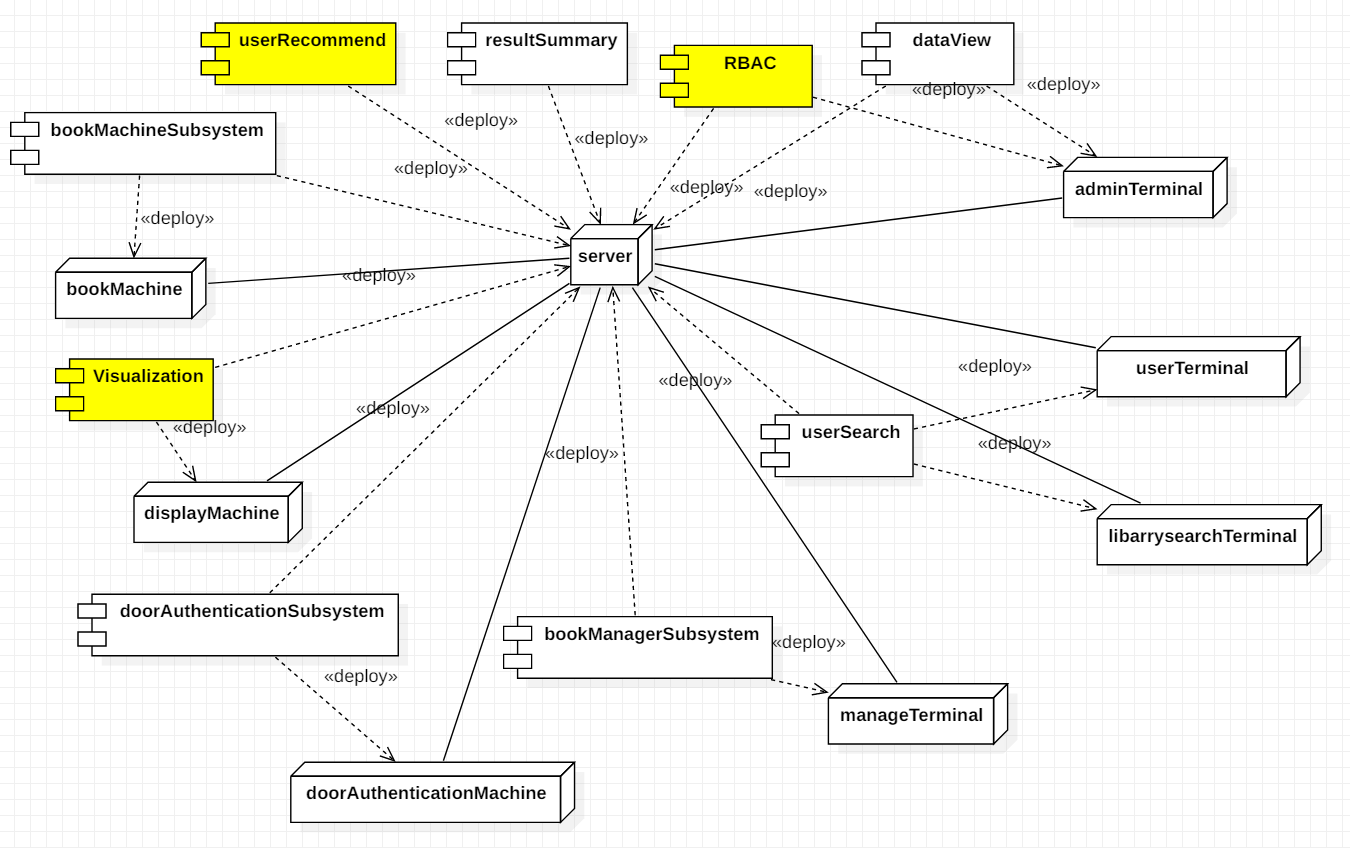 userRecommend
resultSummary
RBAC
dataView
«deploy»
«deploy»
«deploy»
bookMachineSubsystem
«deploy»
«deploy»
«deploy»
«deploy»
adminTerminal
«deploy»
server
bookMachine
«deploy»
Visualization
userTerminal
«deploy»
«deploy»
«deploy»
«deploy»
userSearch
«deploy»
«deploy»
displayMachine
libarrysearchTerminal
doorAuthenticationSubsystem
bookManagerSubsystem
«deploy»
«deploy»
manageTerminal
doorAuthenticationMachine